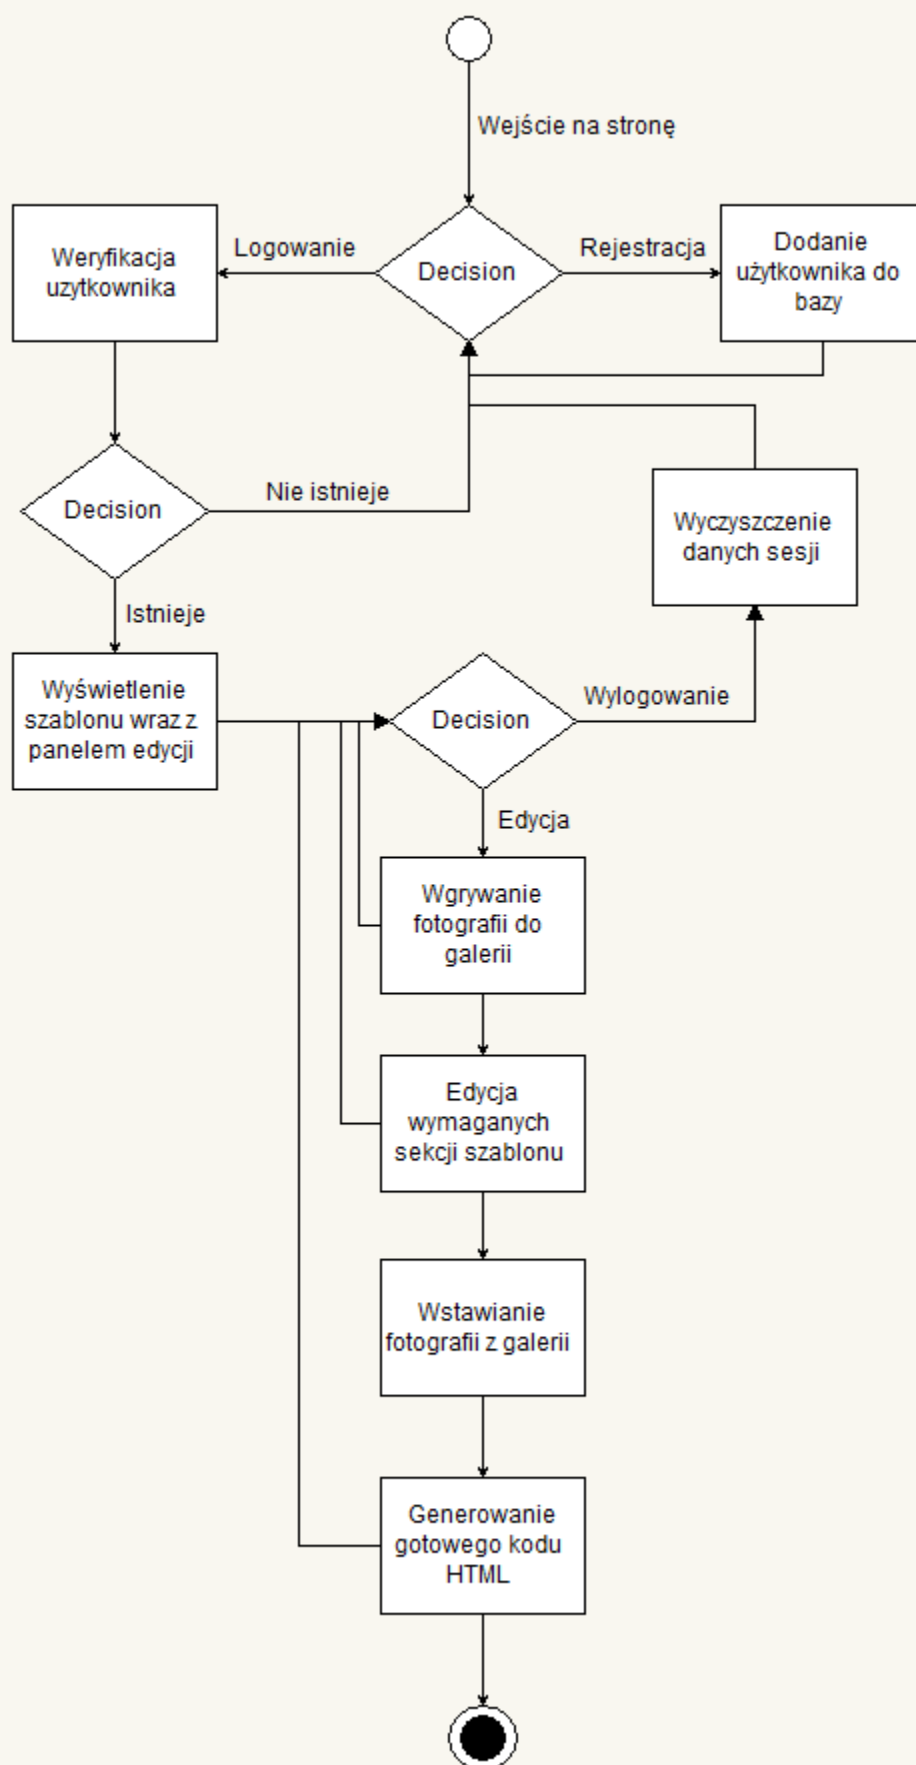 Wejście na stronę
Weryfikacja
uzytkownika
Logowanie
Decision
Rejestracja
Dodanie
użytkownika do
bazy
Decision
Nie istnieje
Wyczyszczenie
danych sesji
Istnieje
Wyświetlenie
szablonu wraz z
panelem edycji
Decision
Wylogowanie
Edycja
Wgrywanie
fotografii do
galerii
Edycja
wymaganych
sekcji szablonu
Wstawianie
fotografii z galerii
Generowanie
gotowego kodu
HTML